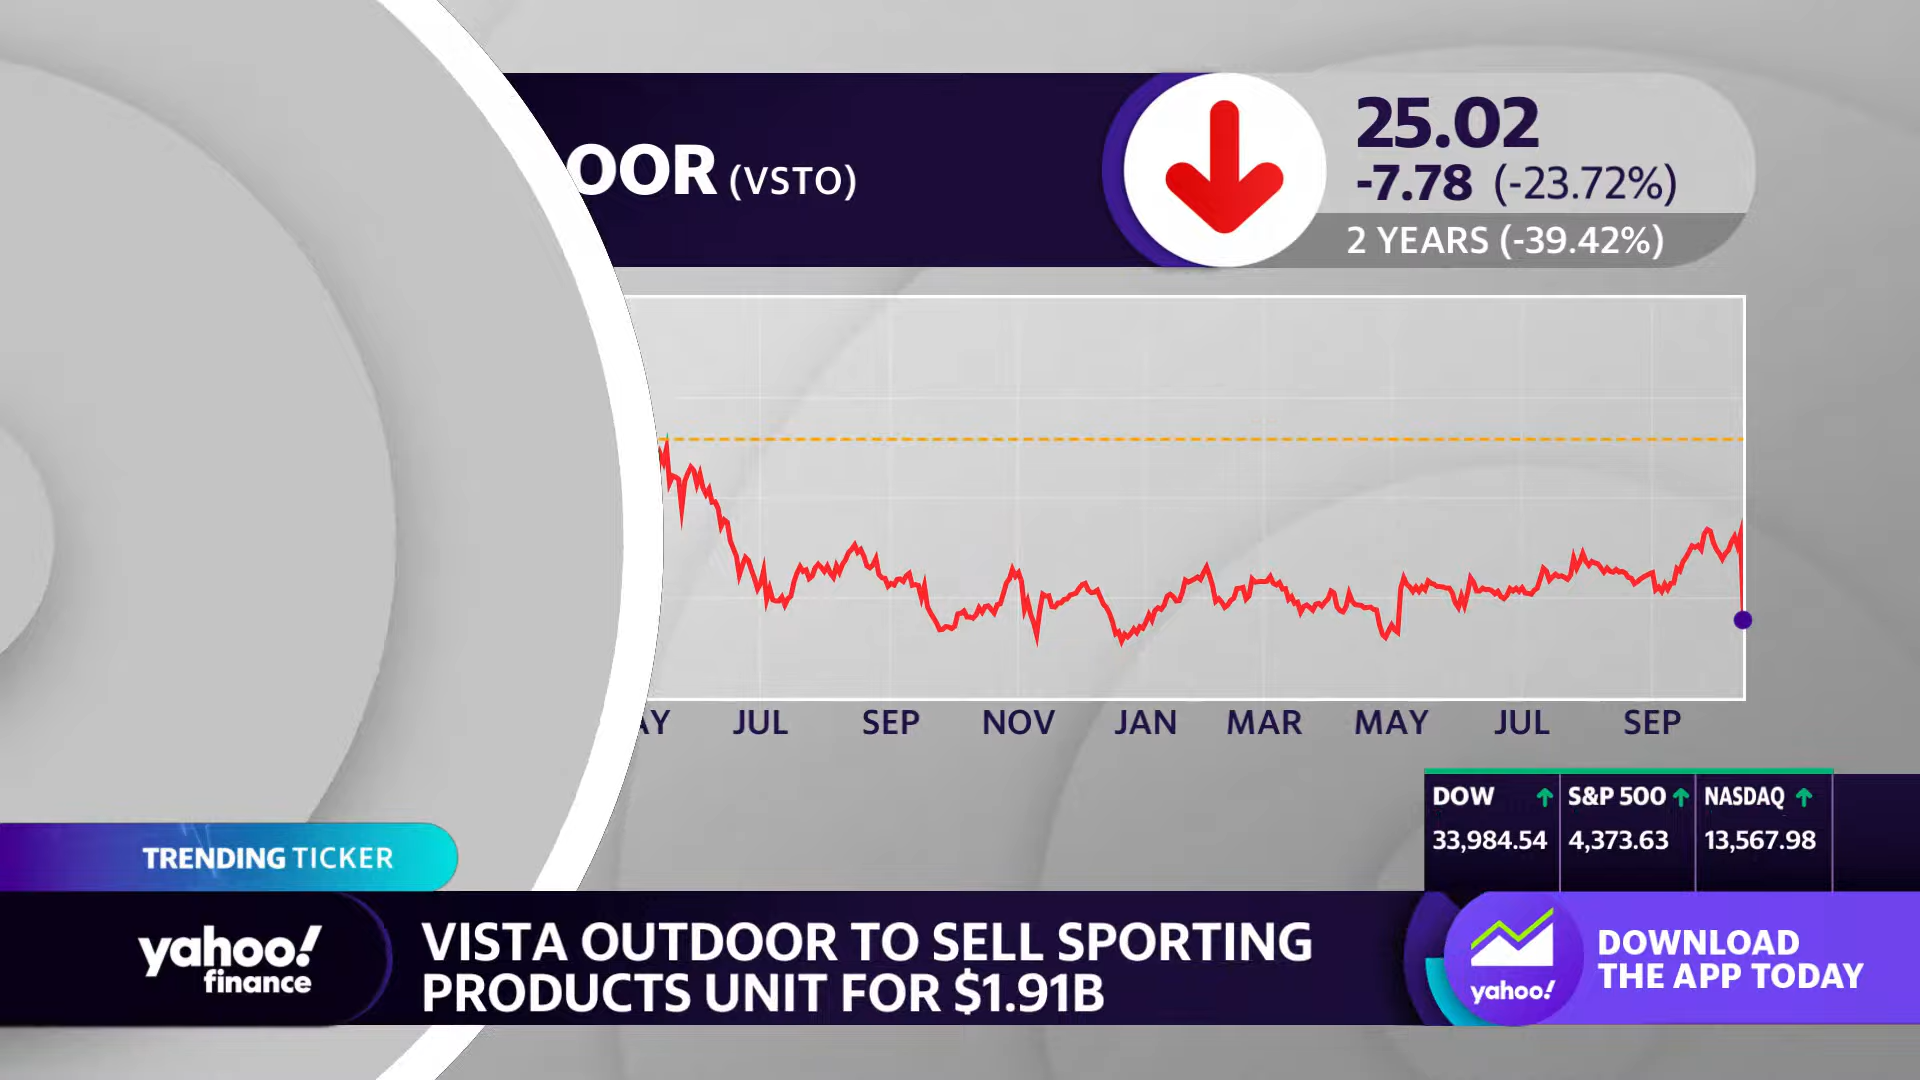 OOR (VSTO)
25.02
-7.78 (-23.72%)
2 YEARS (-39.42%)
AY JUL SEP NOV JAN MAR MAY JUL SEP
DOW S&P 500 NASDAQ
33,984.54 4,373.63 13,567.98
TRENDING TICKER
yahoo!
finance
VISTA OUTDOOR TO SELL SPORTING
PRODUCTS UNIT FOR $1.91B
yahoo!
DOWNLOAD
THE APP TODAY